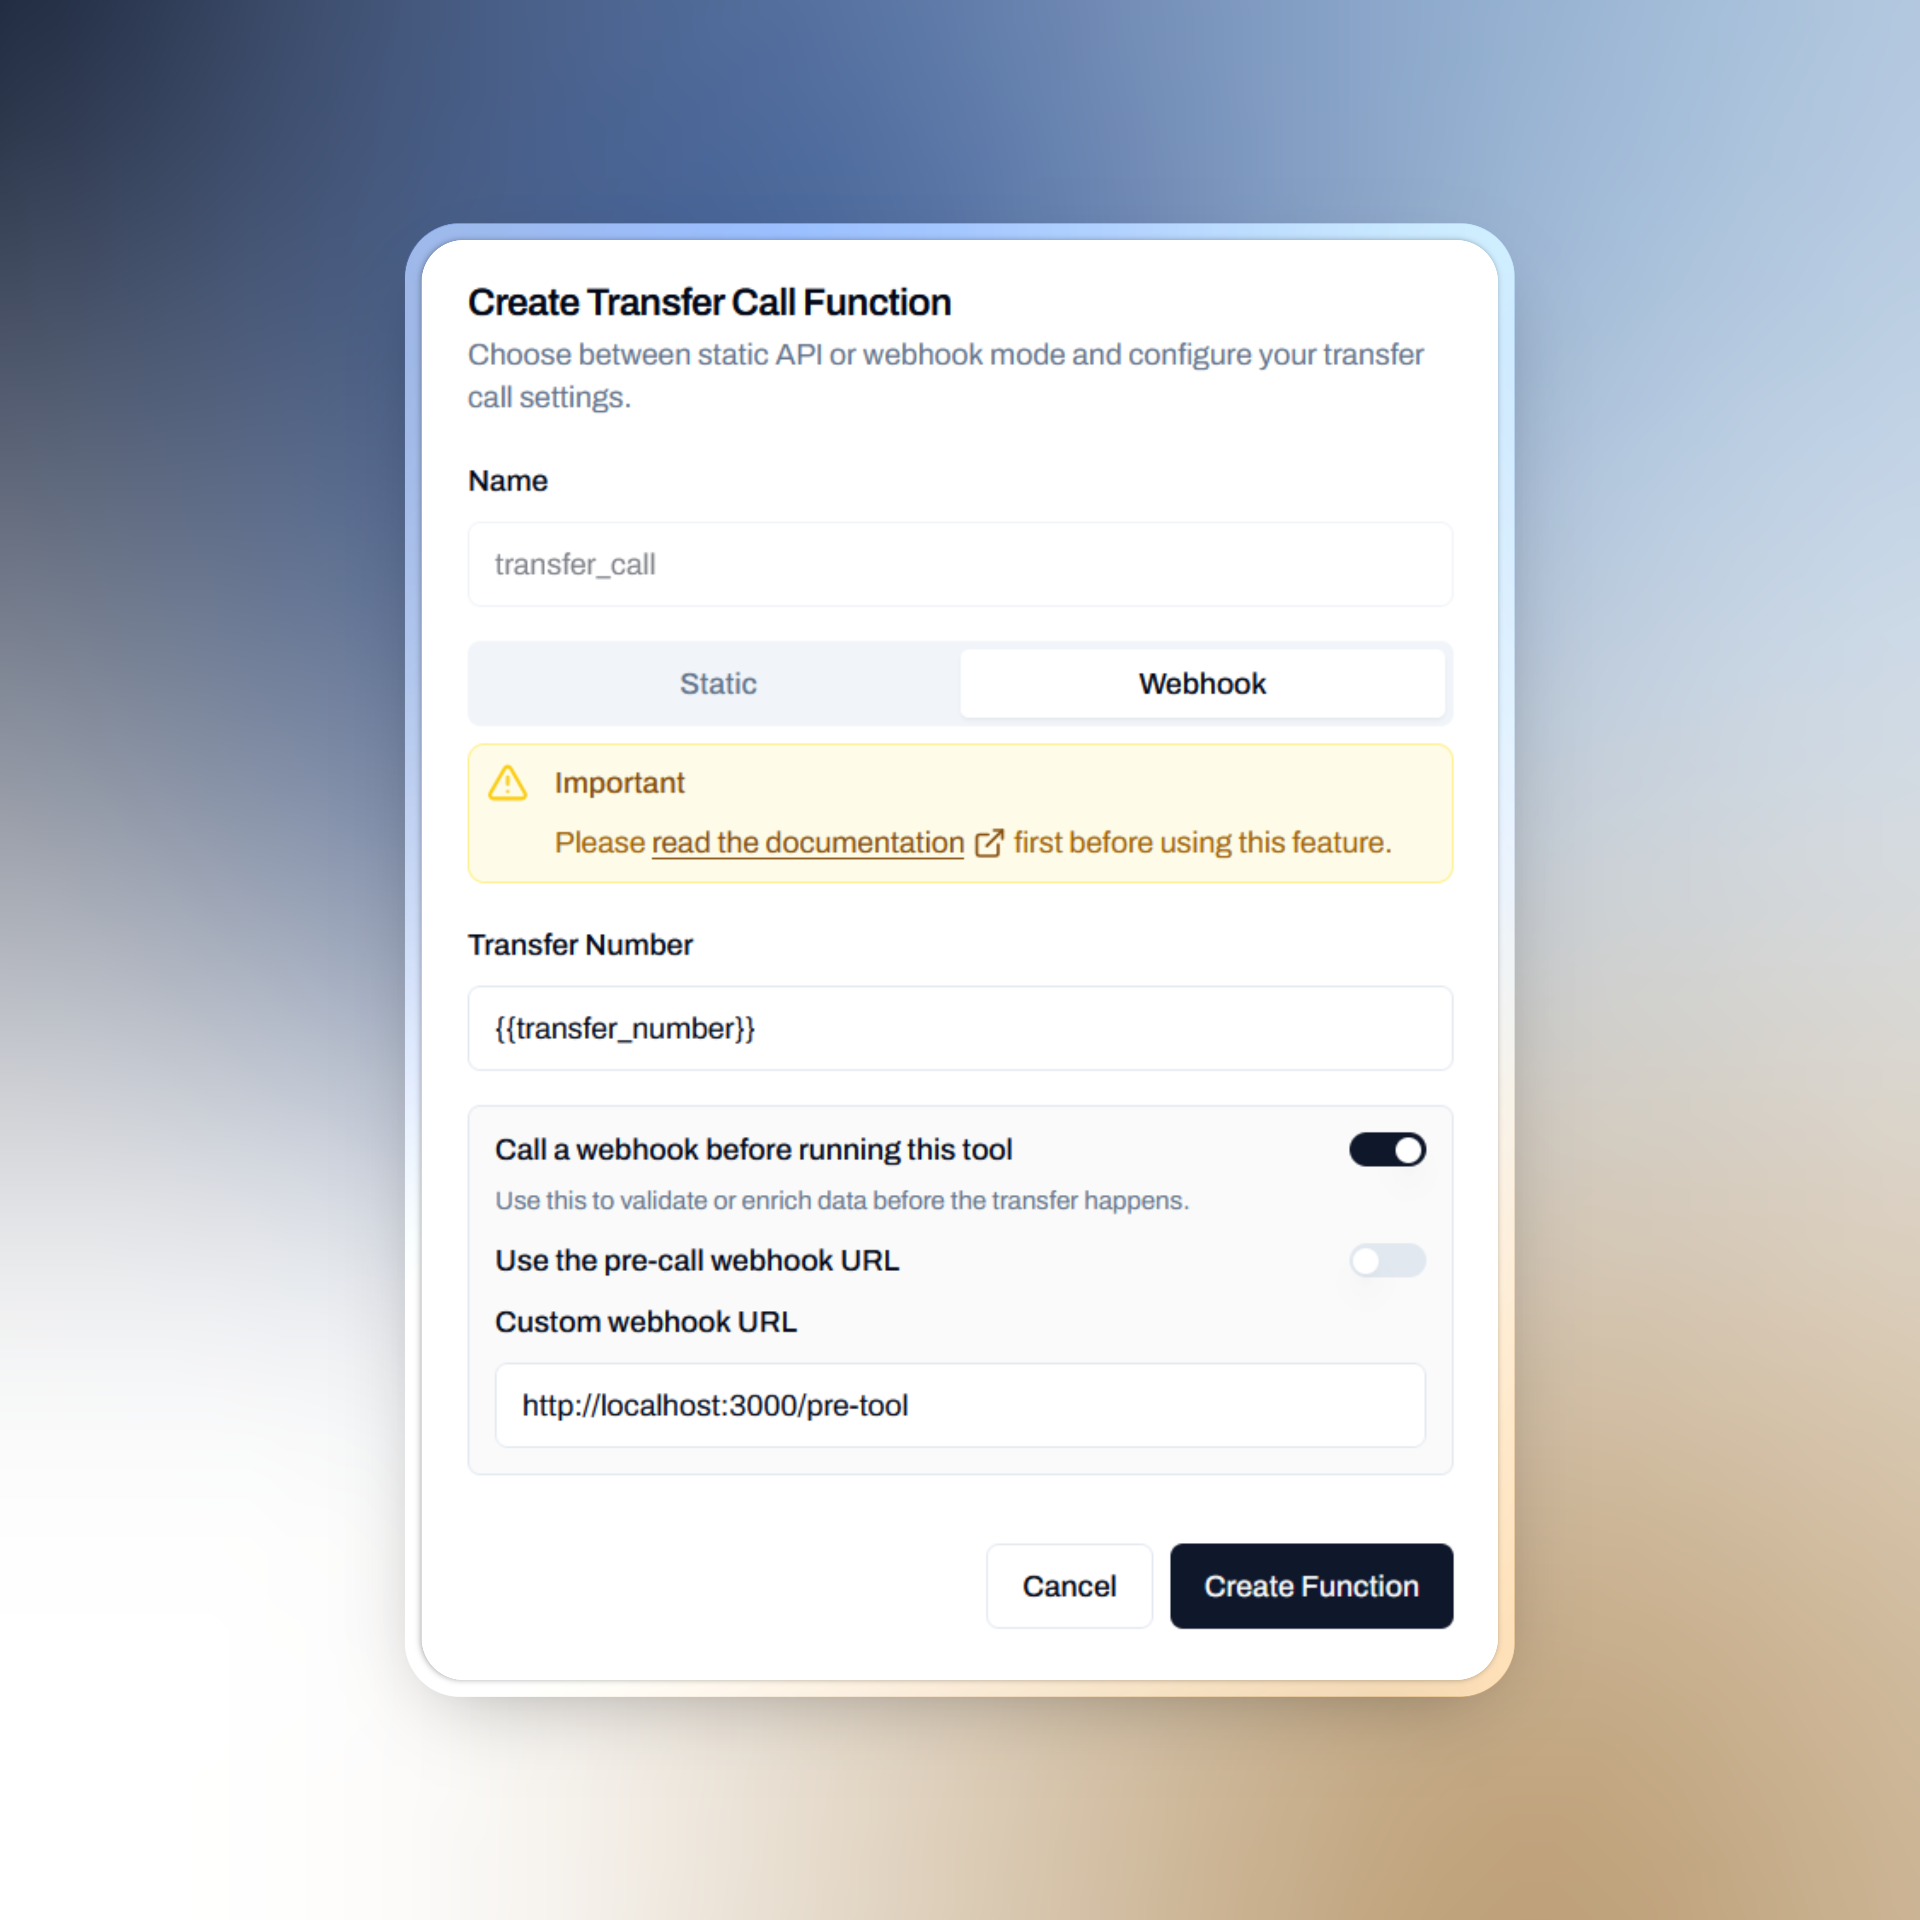 Create Transfer Call Function
Choose between static API or webhook mode and configure your transfer
call settings.
Name
transfer_call
Static
Webhook
Important
Please read the documentation first before using this feature.
Transfer Number
{{transfer_number}}
Call a webhook before running this tool
Use this to validate or enrich data before the transfer happens.
Use the pre-call webhook URL
Custom webhook URL
http://localhost:3000/pre-tool
Cancel
Create Function